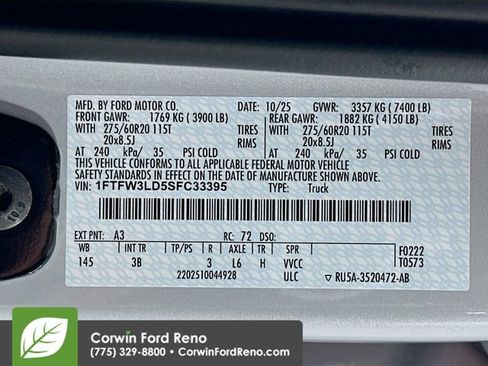 MFD. BY FORD MOTOR CO. 10/25 GVWR: 3357 KG ( 7400 LB)
FRONT GAWR: 1769 KG ( 3900 LB) REAR GAWR: 1882 KG ( 4150 LB)
WITH 275/60R20 115T TIRES WITH 275/60R20 115T TIRES
20x8.5J RIMS 20x8.5J RIMS
AT 240 kPa/ 35 PSI COLD AT 240 kPa/ 35 PSI COLD
THIS VEHICLE CONFORMS TO ALL APPLICABLE FEDERAL MOTOR VEHICLE
SAFETY STANDARDS IN EFFECT ON THE DATE OF MANUFACTURE SHOWN ABOVE.
VIN: 1FTFW3LD5SFC33395 TYPE: Truck
EXT PNT: A3 RC: 72 DSO:
WB INT TR TP/PS R AXLE TR SPR F0222
145 3B 3 L6 H VVCC T0573
2202510044928 ULC ▽ RU5A-3520472-AB
Corwin Ford Reno
(775) 329-8800 • CorwinFordReno.com